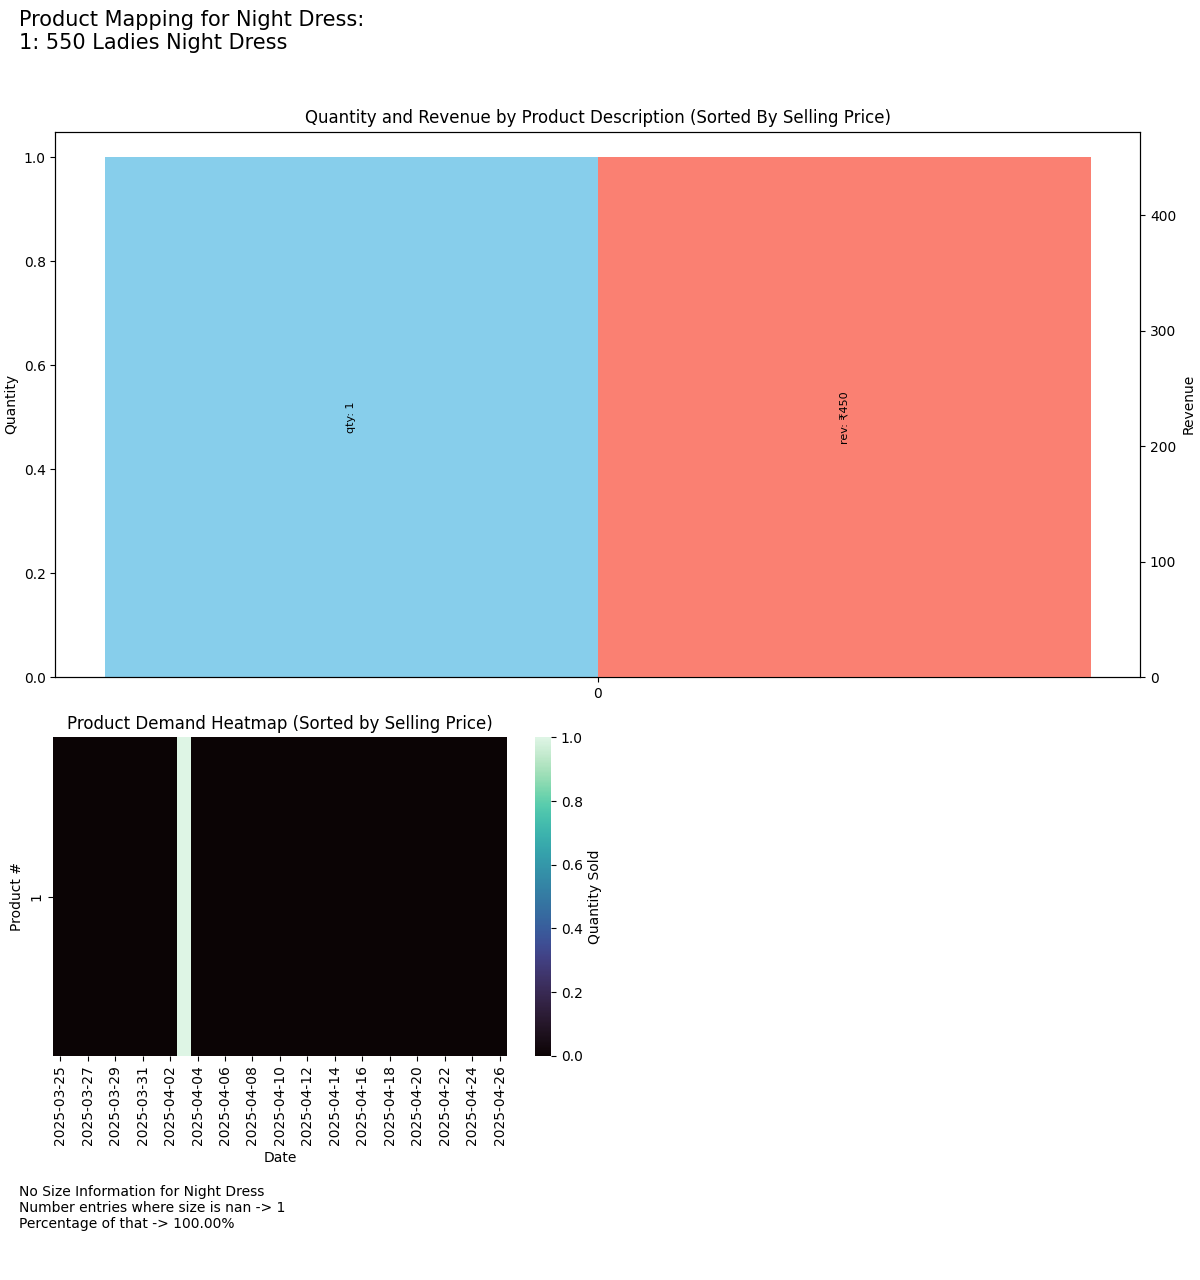 Product Mapping for Night Dress:
1: 550 Ladies Night Dress
Quantity and Revenue by Product Description (Sorted By Selling Price)
1.0
0.8
0.6
0.4
0.2
0.0
Quantity
qty: 1
rev: ₹450
400
300
200
100
0
Revenue
0
Product Demand Heatmap (Sorted by Selling Price)
Product #
1
2025-03-25
2025-03-27
2025-03-29
2025-03-31
2025-04-02
2025-04-04
2025-04-06
2025-04-08
2025-04-10
2025-04-12
2025-04-14
2025-04-16
2025-04-18
2025-04-20
2025-04-22
2025-04-24
2025-04-26
Date
1.0
0.8
0.6
0.4
0.2
0.0
Quantity Sold
No Size Information for Night Dress
Number entries where size is nan -> 1
Percentage of that -> 100.00%